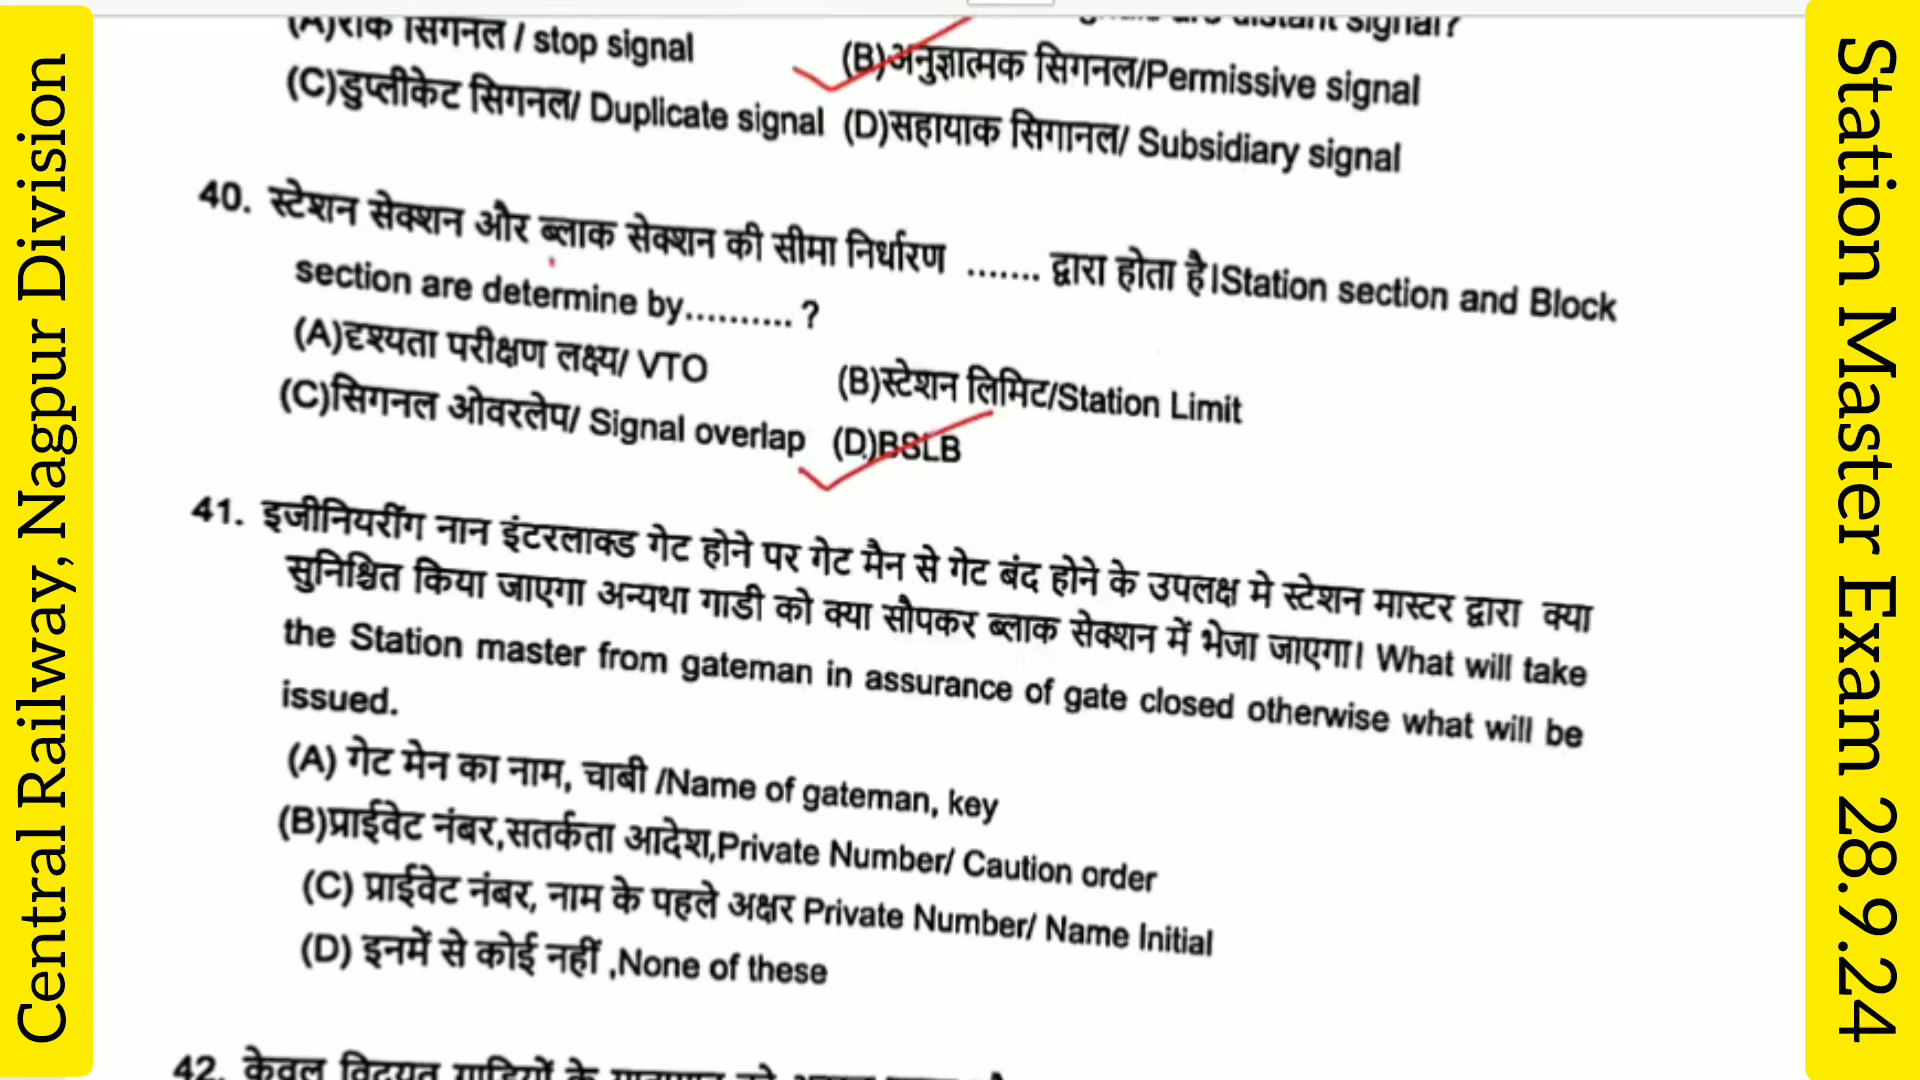 Central Railway, Nagpur Division
distant signal?
(A)रोक सिगनल / stop signal
(B)अनुज्ञात्मक सिगनल/Permissive signal
(C)डुप्लीकेट सिगनल/ Duplicate signal (D)सहायाक सिगानल/ Subsidiary signal
40. स्टेशन सेक्शन और ब्लाक सेक्शन की सीमा निर्धारण ....... द्वारा होता है।Station section and Block
section are determine by.......... ?
(A)दृश्यता परीक्षण लक्ष्य/ VTO
(B)स्टेशन लिमिट/Station Limit
(C)सिगनल ओवरलेप/ Signal overlap (D)BSLB
41. इजीनियरींग नान इंटरलाक्ड गेट होने पर गेट मैन से गेट बंद होने के उपलक्ष मे स्टेशन मास्टर द्वारा क्या
सुनिश्चित किया जाएगा अन्यथा गाडी को क्या सौपकर ब्लाक सेक्शन में भेजा जाएगा। What will take
the Station master from gateman in assurance of gate closed otherwise what will be
issued.
(A) गेट मेन का नाम, चाबी /Name of gateman, key
(B)प्राईवेट नंबर,सतर्कता आदेश,Private Number/ Caution order
(C) प्राईवेट नंबर, नाम के पहले अक्षर Private Number/ Name Initial
(D) इनमें से कोई नहीं ,None of these
42. केवल विद्युत गाडियों के
Station Master Exam 28.9.24